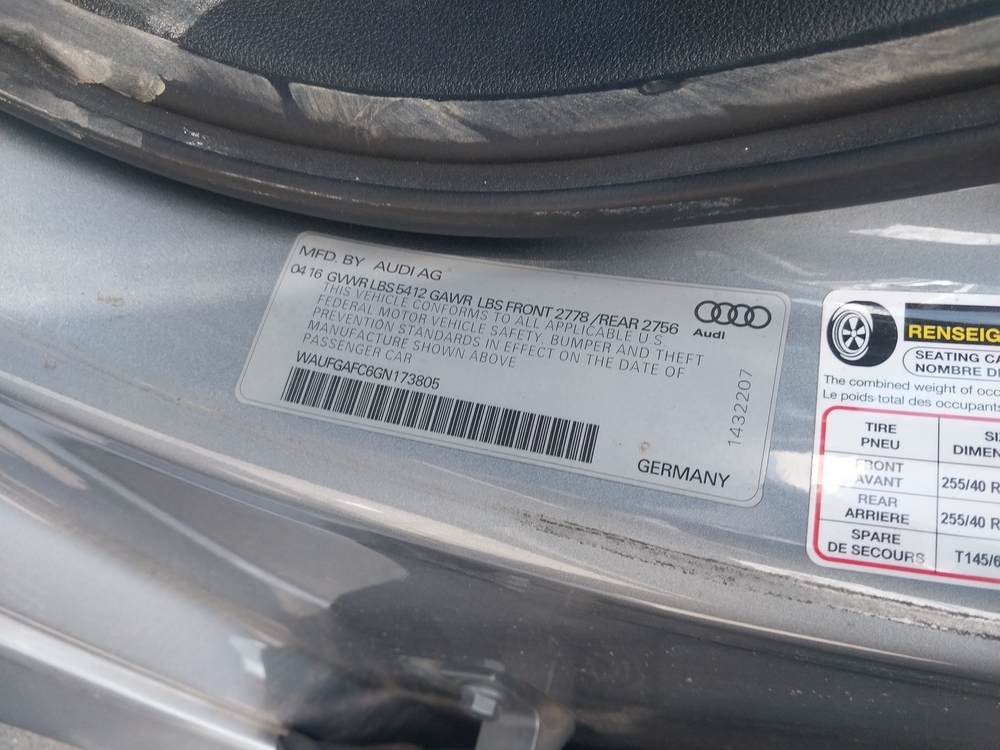 MFD. BY AUDI AG
0416 GVWR LBS 5412 GAWR LBS FRONT 2778 /REAR 2756
THIS VEHICLE CONFORMS TO ALL APPLICABLE U S
FEDERAL MOTOR VEHICLE SAFETY, BUMPER AND THEFT
PREVENTION STANDARDS IN EFFECT ON THE DATE OF
MANUFACTURE SHOWN ABOVE
PASSENGER CAR
WAUFGAFC6GN173805
GERMANY
Audi
1432207
RENSEIG
SEATING CA
NOMBRE D
The combined weight of occ
Le poids total des occupant
TIRE
PNEU
SI
DIMEN
FRONT
AVANT
255/40 R
REAR
ARRIERE
255/40 R
SPARE
DE SECOURS
T145/6